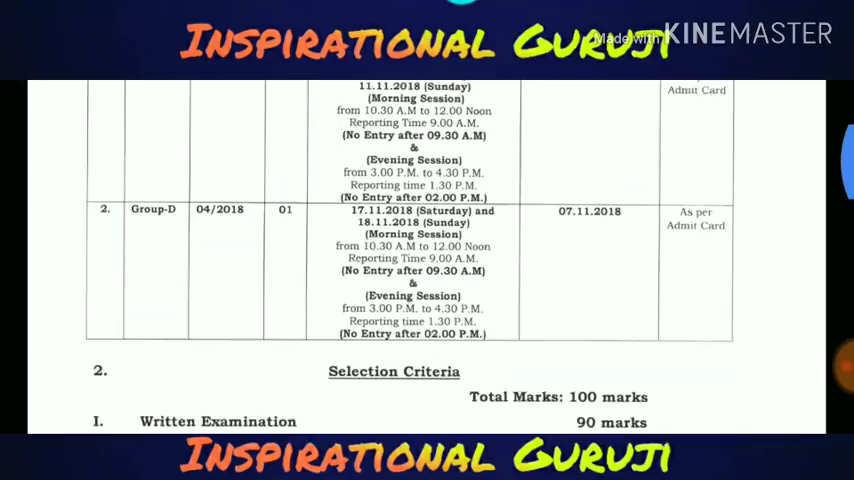 INSPIRATIONAL GURUJI
Made with KINEMASTER
11.11.2018 (Sunday)
(Morning Session)
from 10.30 A.M to 12.00 Noon
Reporting Time 9.00 A.M.
(No Entry after 09.30 A.M)
&
(Evening Session)
from 3.00 P.M. to 4.30 P.M.
Reporting time 1.30 P.M.
(No Entry after 02.00 P.M.)
Admit Card
2. Group-D 04/2018 01
17.11.2018 (Saturday) and
18.11.2018 (Sunday)
(Morning Session)
from 10.30 A.M to 12.00 Noon
Reporting Time 9.00 A.M.
(No Entry after 09.30 A.M)
&
(Evening Session)
from 3.00 P.M. to 4.30 P.M.
Reporting time 1.30 P.M.
(No Entry after 02.00 P.M.)
07.11.2018
As per
Admit Card
2. Selection Criteria
Total Marks: 100 marks
I. Written Examination 90 marks
INSPIRATIONAL GURUJI